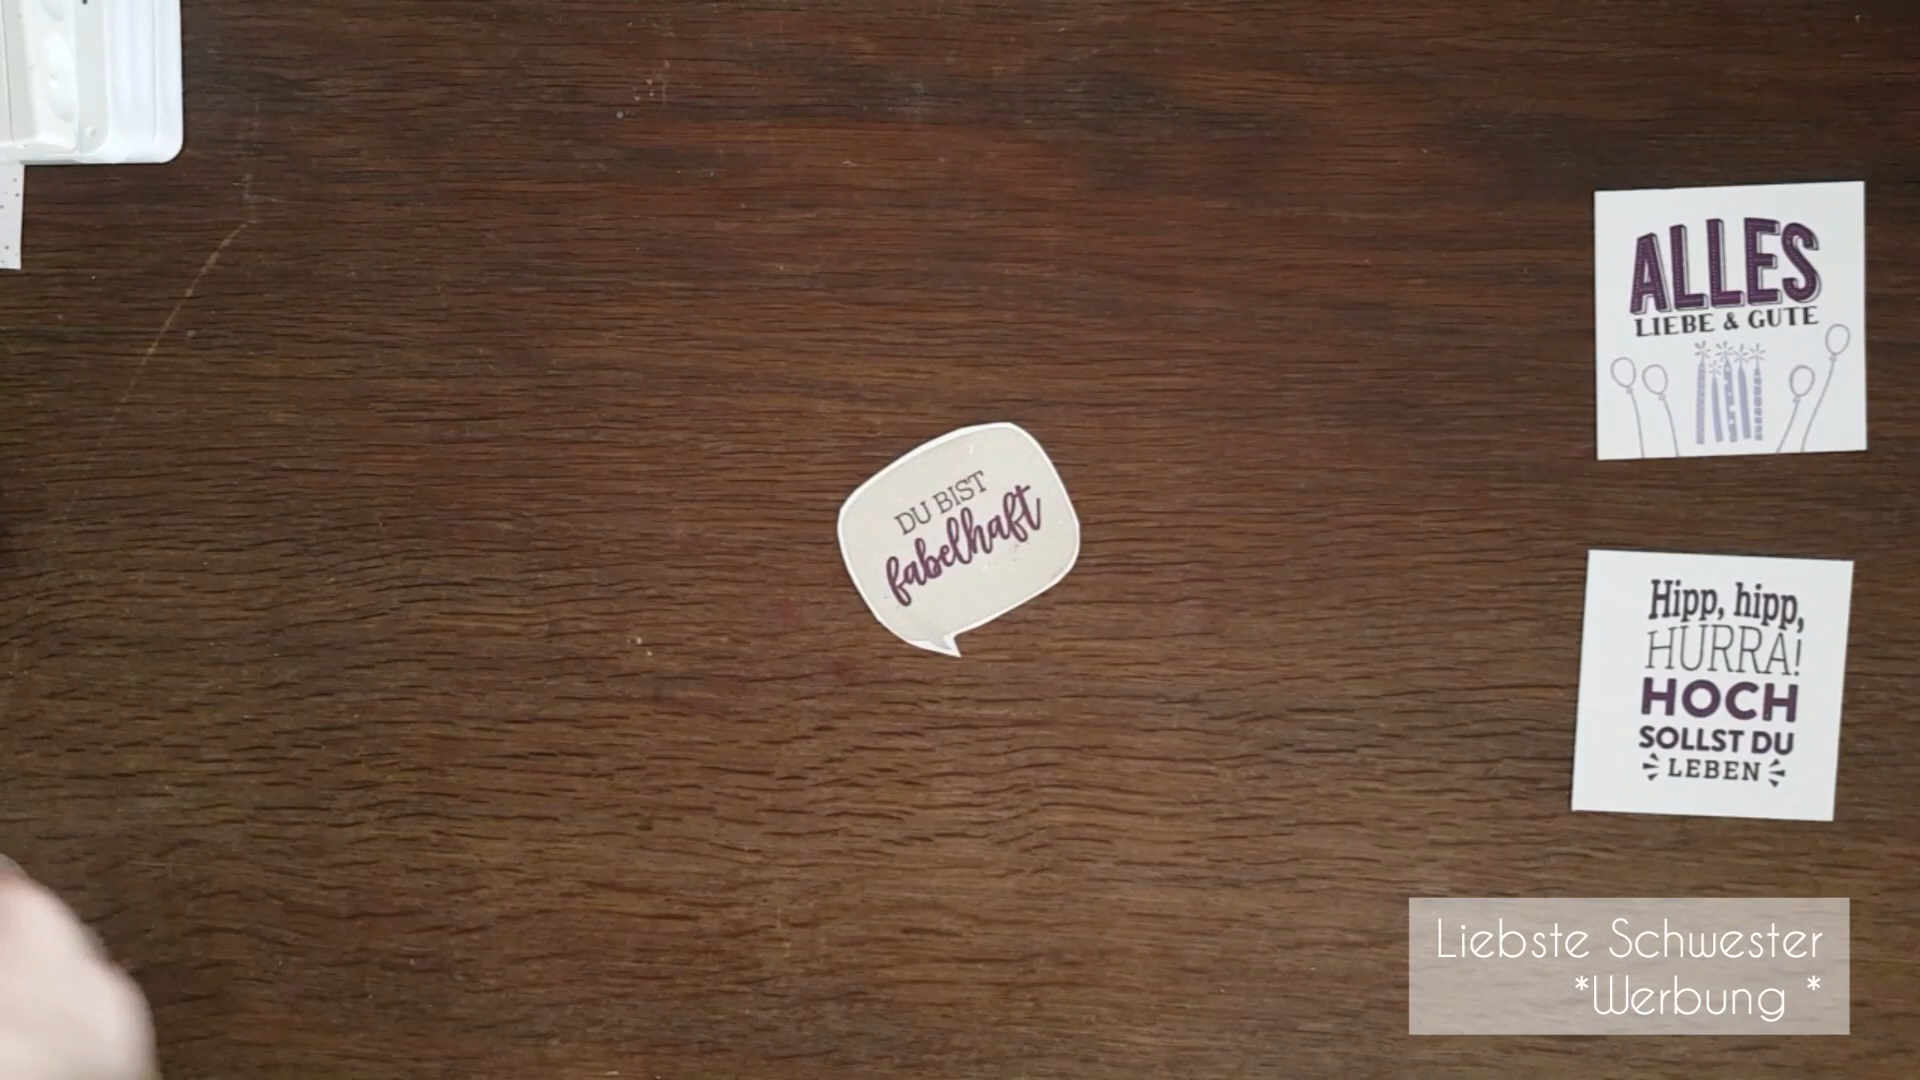 DU BIST
fabelhaft
ALLES
LIEBE & GUTE
Hipp, hipp,
HURRA!
HOCH
SOLLST DU
LEBEN
Liebste Schwester
*Werbung *